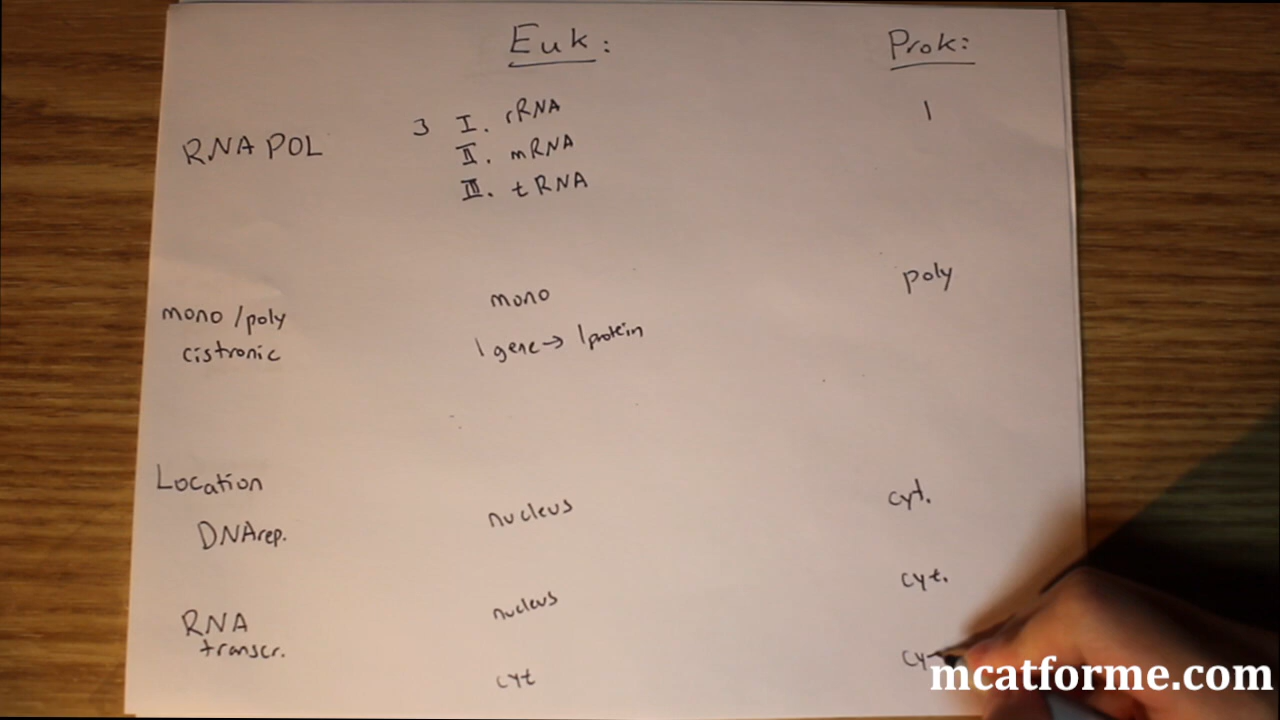 Euk: Prok:
RNA POL 3 I. rRNA 1
II. mRNA
III. tRNA
mono/poly mono poly
cistronic 1 gene → 1 protein
Location
DNA rep. nucleus cyt.
RNA nucleus cyt.
transcr.
cyt cy
mcatforme.com